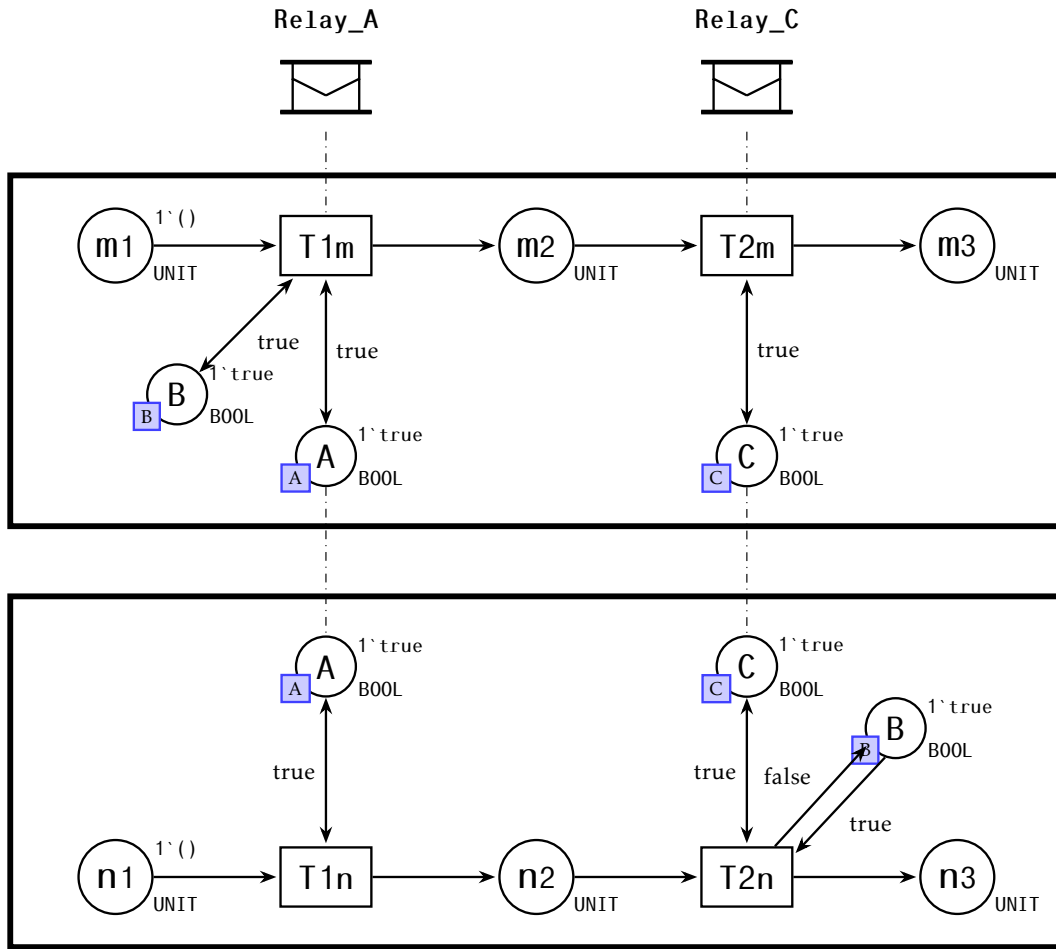 Relay_A Relay_C
1`()
m1 T1m m2 T2m m3
UNIT UNIT UNIT
true true true
1`true
B
B BOOL
1`true 1`true
A C
A BOOL C BOOL
1`true 1`true
A C
A BOOL C BOOL
1`true
B
B BOOL
true true false
true
1`()
n1 T1n n2 T2n n3
UNIT UNIT UNIT